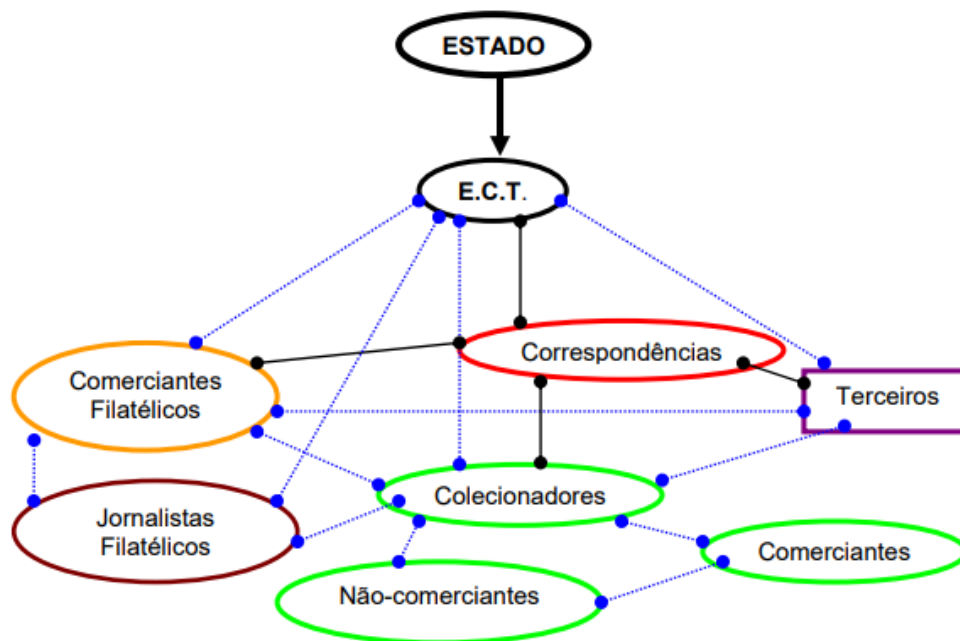 ESTADO
E.C.T.
Correspondências
Comerciantes
Filatélicos
Terceiros
Colecionadores
Jornalistas
Filatélicos
Comerciantes
Não-comerciantes